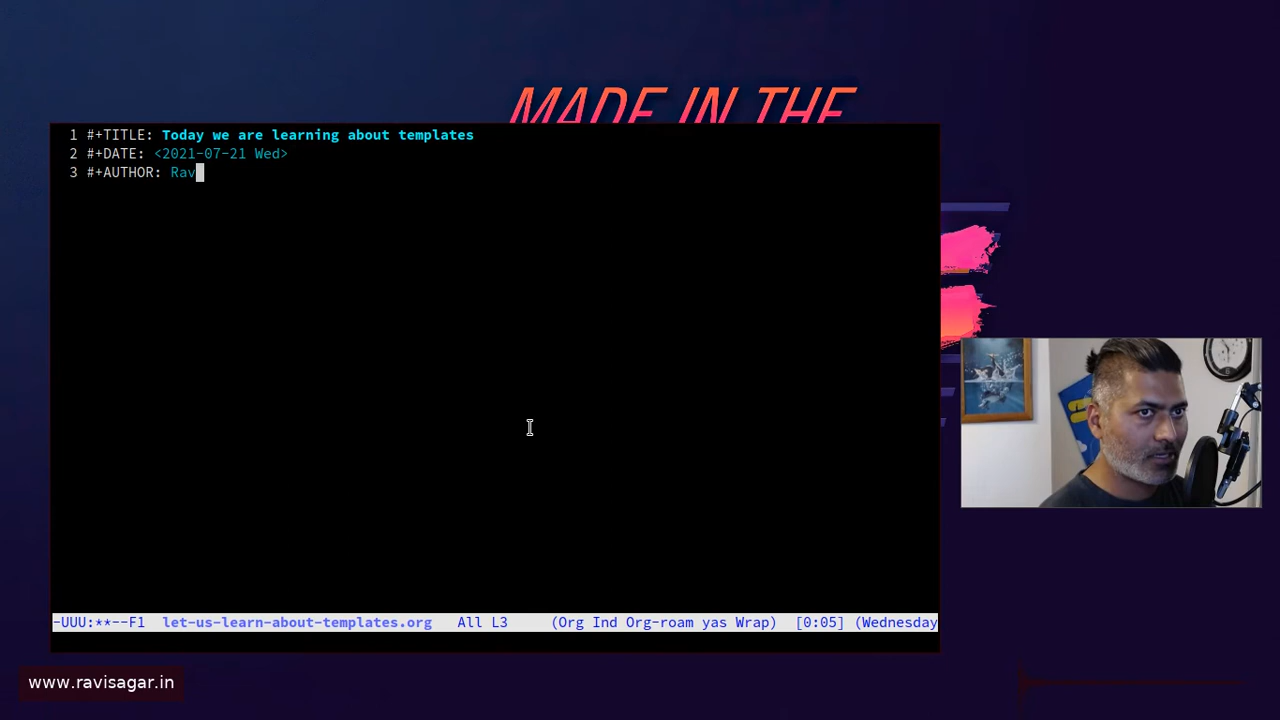 MADE IN THE
1 #+TITLE: Today we are learning about templates
2 #+DATE: <2021-07-21 Wed>
3 #+AUTHOR: Rav
-UUU:**--F1 let-us-learn-about-templates.org All L3 (Org Ind Org-roam yas Wrap) [0:05] (Wednesday
www.ravisagar.in